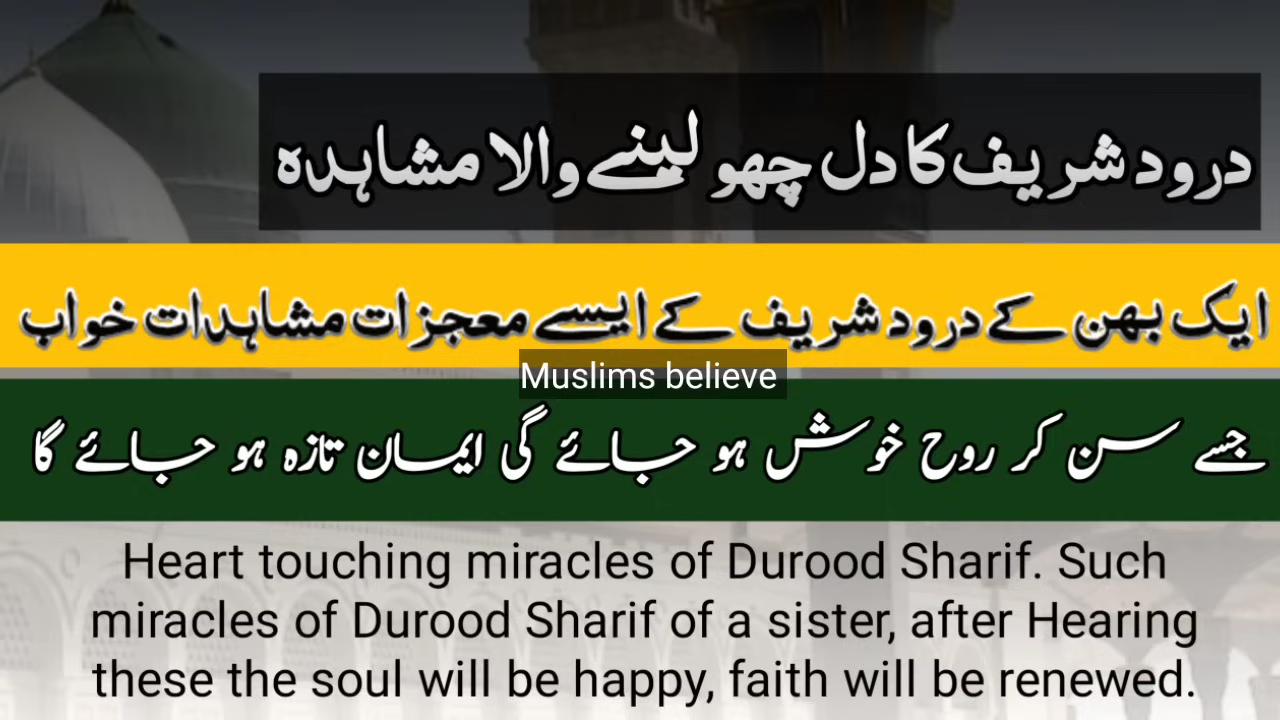 درود شریف کا دل چھو لینے والا مشاہدہ
ایک بھن کے درود شریف کے ایسے معجزات مشاہدات خواب
Muslims believe
جسے سن کر روح خوش ہو جائے گی ایمان تازہ ہو جائے گا
Heart touching miracles of Durood Sharif. Such
miracles of Durood Sharif of a sister, after Hearing
these the soul will be happy, faith will be renewed.